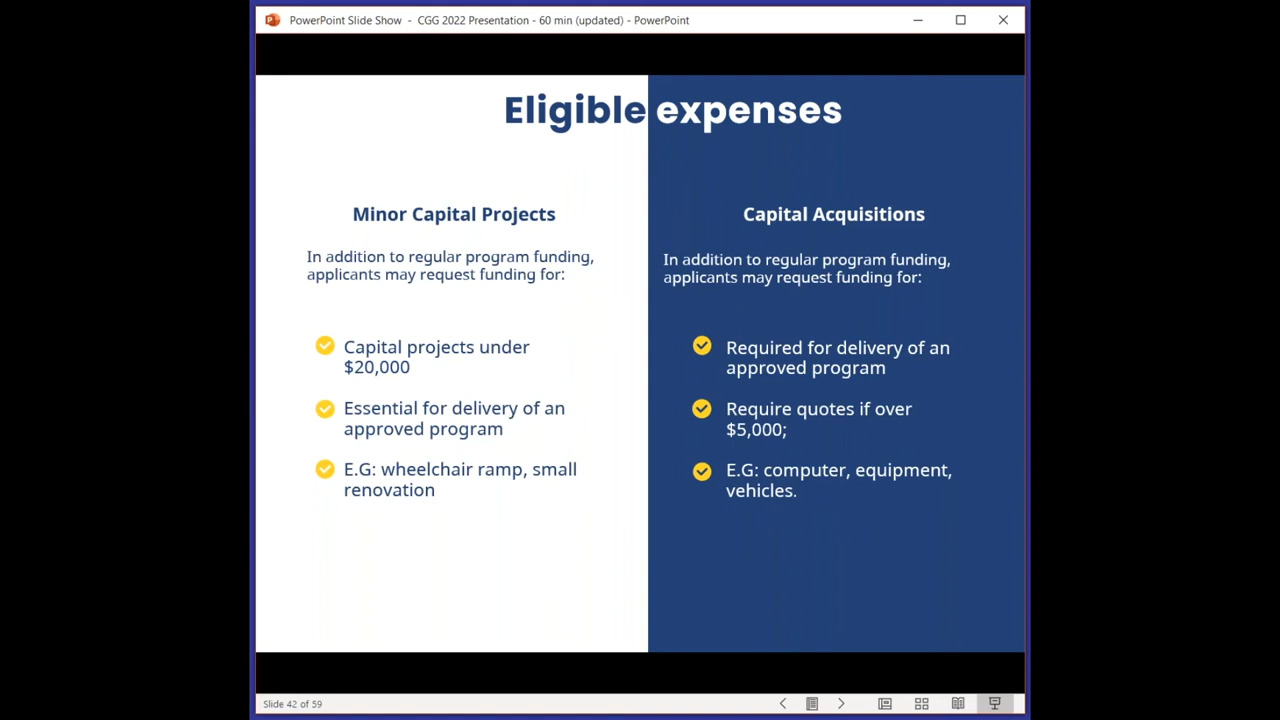 PowerPoint Slide Show - CGG 2022 Presentation - 60 min (updated) - PowerPoint
Eligible expenses
Minor Capital Projects
In addition to regular program funding,
applicants may request funding for:
Capital projects under
$20,000
Essential for delivery of an
approved program
E.G: wheelchair ramp, small
renovation
Capital Acquisitions
In addition to regular program funding,
applicants may request funding for:
Required for delivery of an
approved program
Require quotes if over
$5,000;
E.G: computer, equipment,
vehicles.
Slide 42 of 59